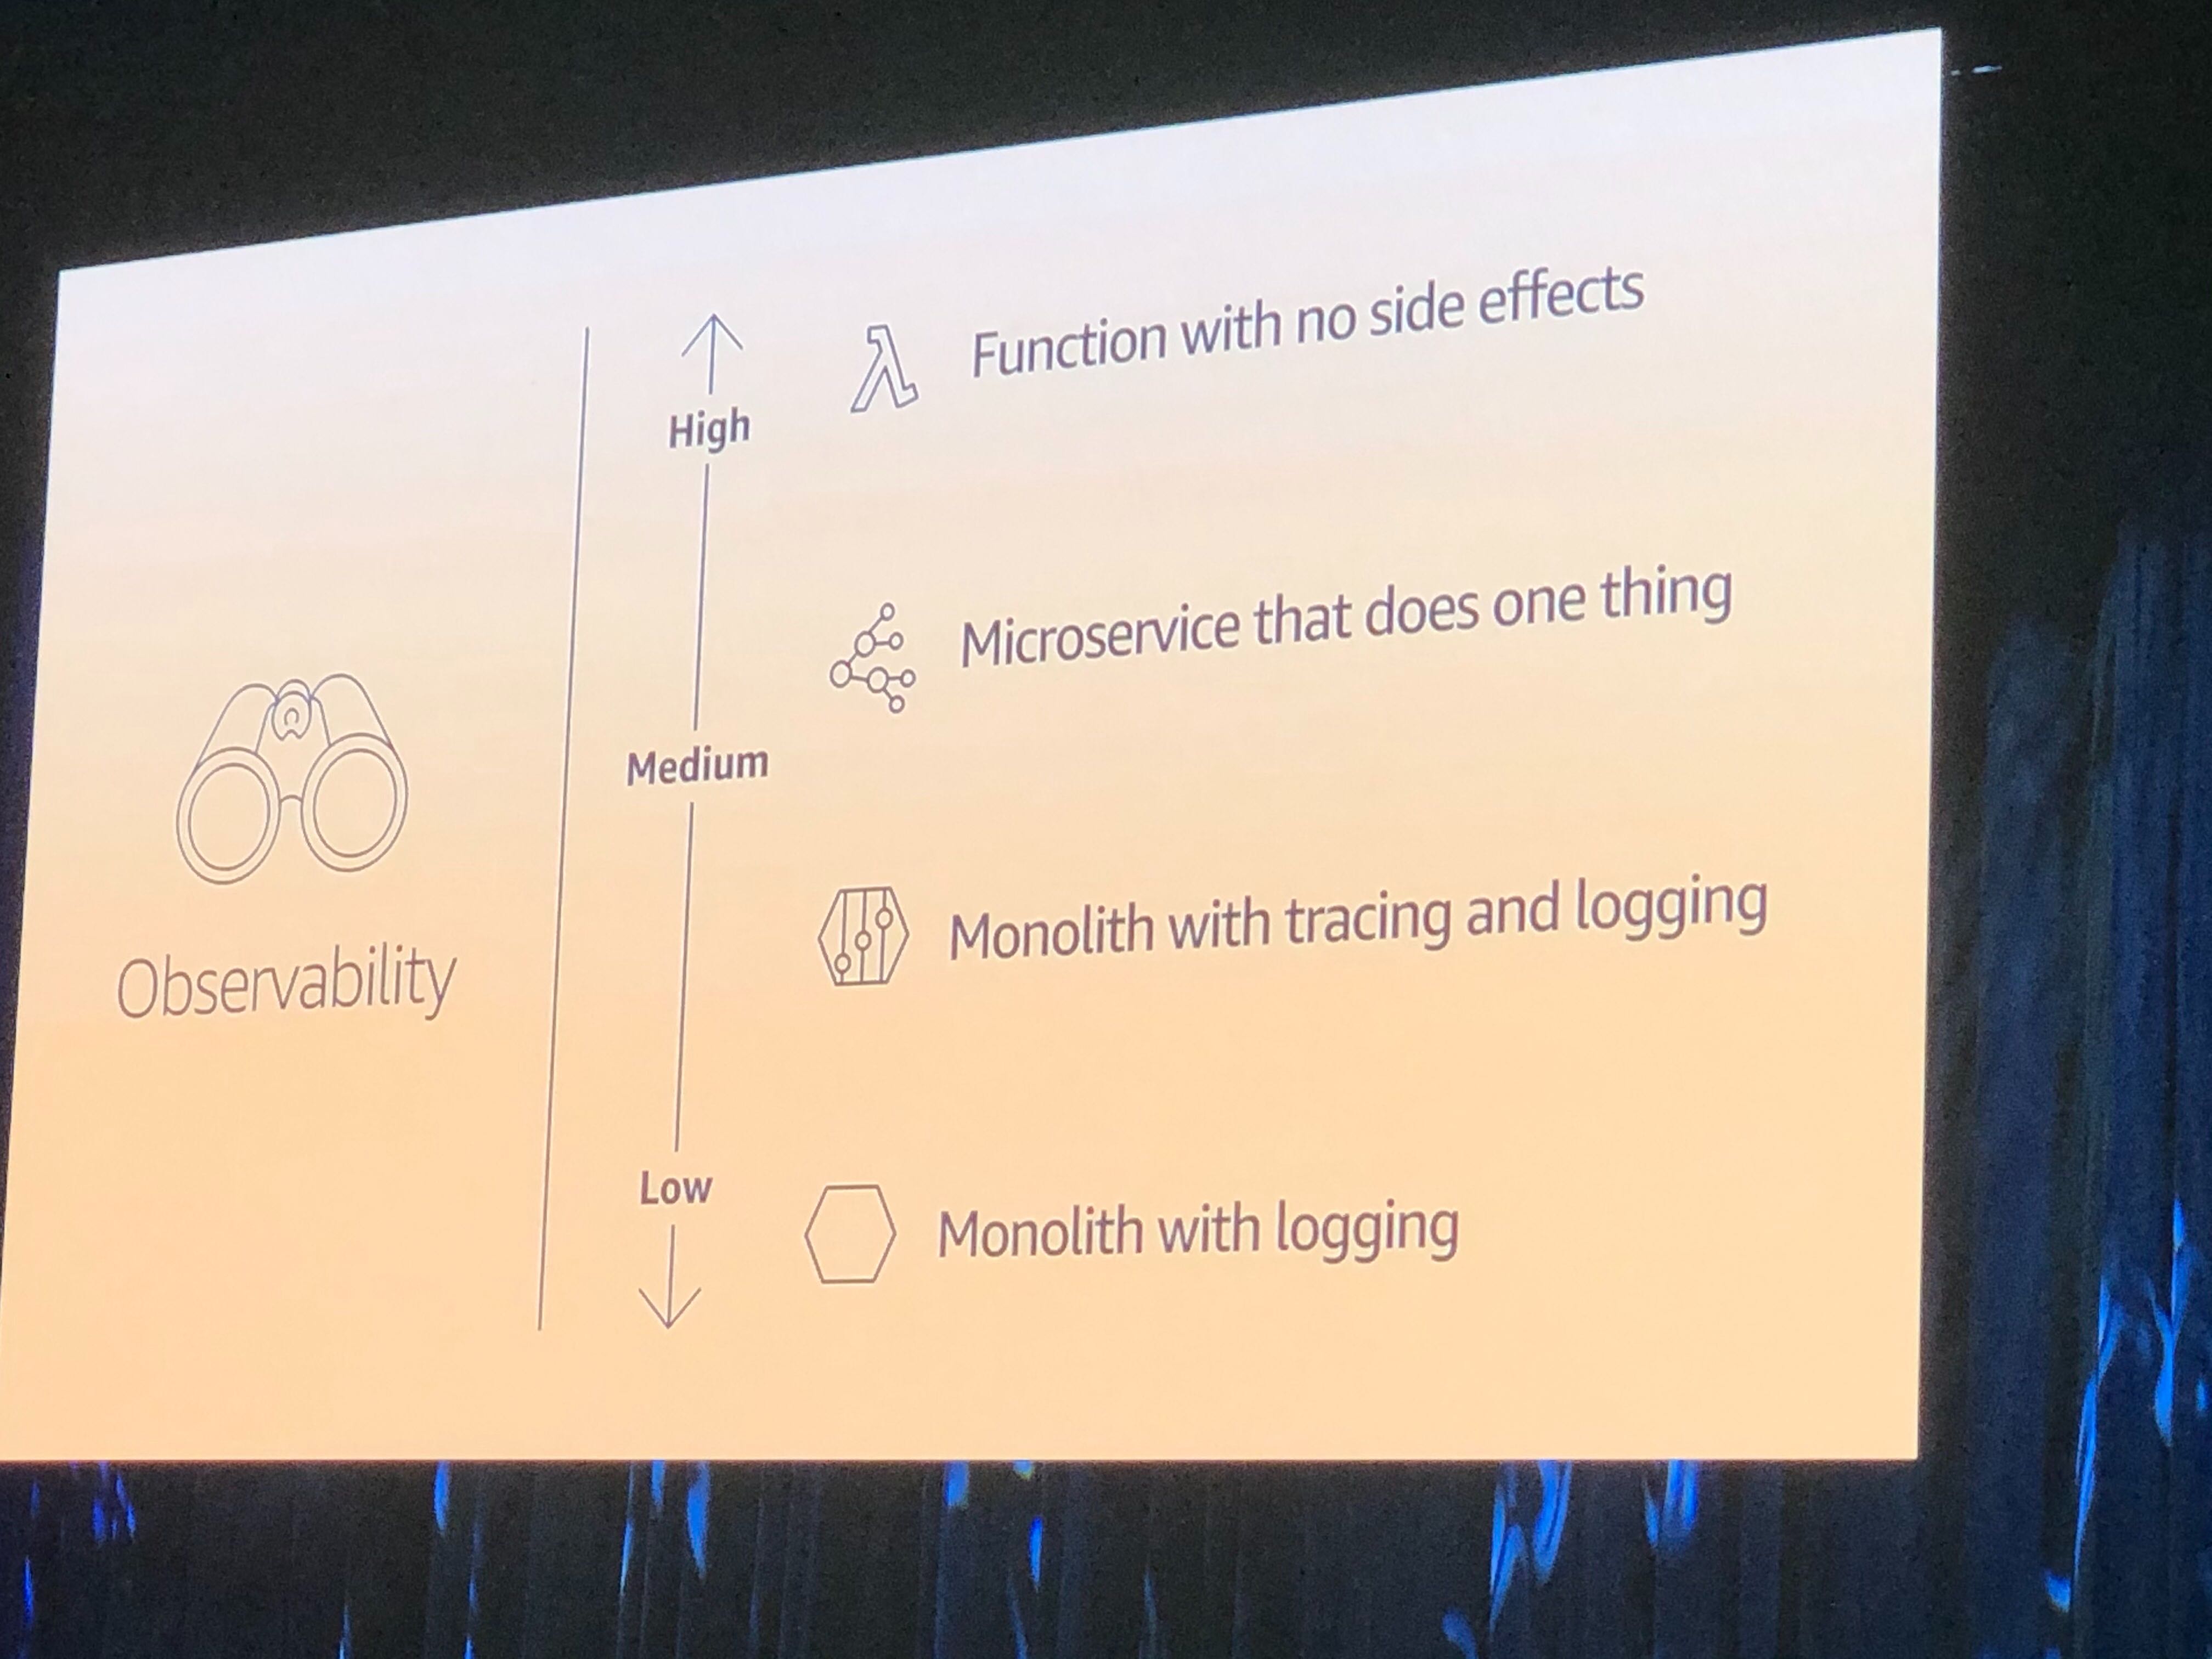 Observability
High
Medium
Low
Function with no side effects
Microservice that does one thing
Monolith with tracing and logging
Monolith with logging